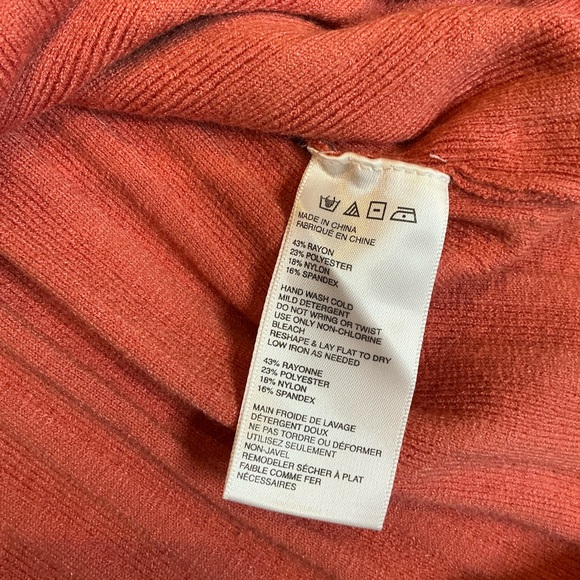 MADE IN CHINA
FABRIQUE EN CHINE
43% RAYON
23% POLYESTER
18% NYLON
16% SPANDEX
HAND WASH COLD
MILD DETERGENT
DO NOT WRING OR TWIST
USE ONLY NON-CHLORINE
BLEACH
RESHAPE & LAY FLAT TO DRY
LOW IRON AS NEEDED
43% RAYONNE
23% POLYESTER
18% NYLON
16% SPANDEX
MAIN FROIDE DE LAVAGE
DÉTERGENT DOUX
NE PAS TORDRE OU DÉFORMER
UTILISEZ SEULEMENT
NON-JAVEL
REMODELER SÉCHER À PLAT
FAIBLE COMME FER
NÉCESSAIRES